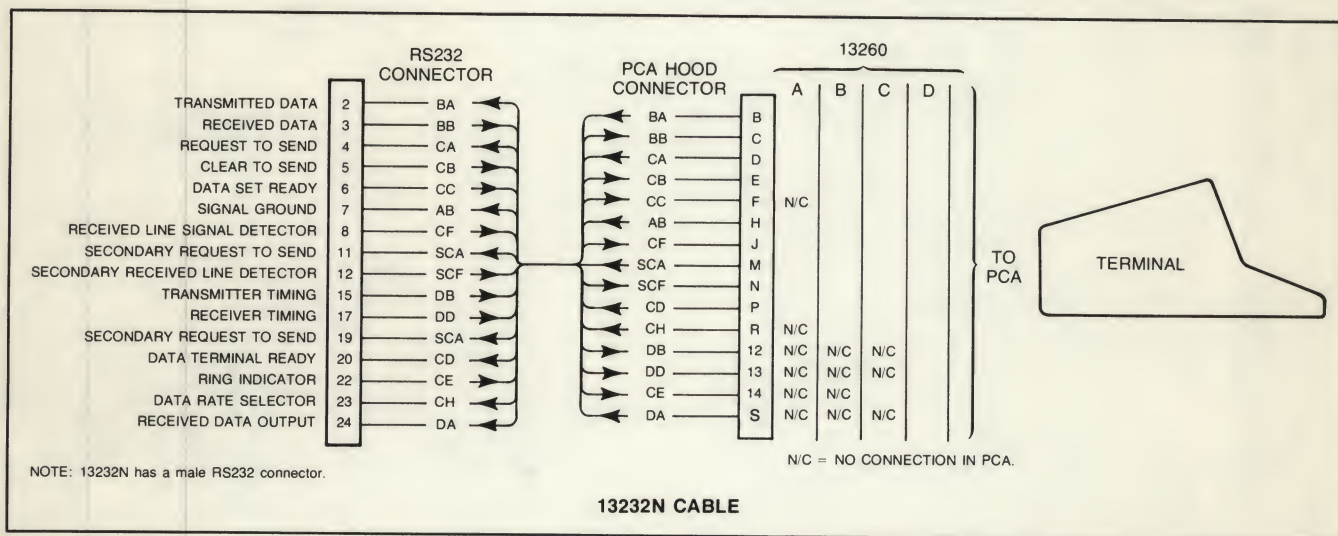 13260
RS232
CONNECTOR
PCA HOOD
CONNECTOR
A B C D
TRANSMITTED DATA 2 BA BA B
RECEIVED DATA 3 BB BB C
REQUEST TO SEND 4 CA CA D
CLEAR TO SEND 5 CB CB E
DATA SET READY 6 CC CC F N/C
SIGNAL GROUND 7 AB AB H
RECEIVED LINE SIGNAL DETECTOR 8 CF CF J
SECONDARY REQUEST TO SEND 11 SCA SCA M
SECONDARY RECEIVED LINE DETECTOR 12 SCF SCF N
TRANSMITTER TIMING 15 DB CD P
RECEIVER TIMING 17 DD CH R N/C
SECONDARY REQUEST TO SEND 19 SCA DB 12 N/C N/C N/C
DATA TERMINAL READY 20 CD DD 13 N/C N/C N/C
RING INDICATOR 22 CE CE 14 N/C N/C
DATA RATE SELECTOR 23 CH DA S N/C N/C N/C
RECEIVED DATA OUTPUT 24 DA
TO
PCA
TERMINAL
N/C = NO CONNECTION IN PCA.
NOTE: 13232N has a male RS232 connector.
13232N CABLE